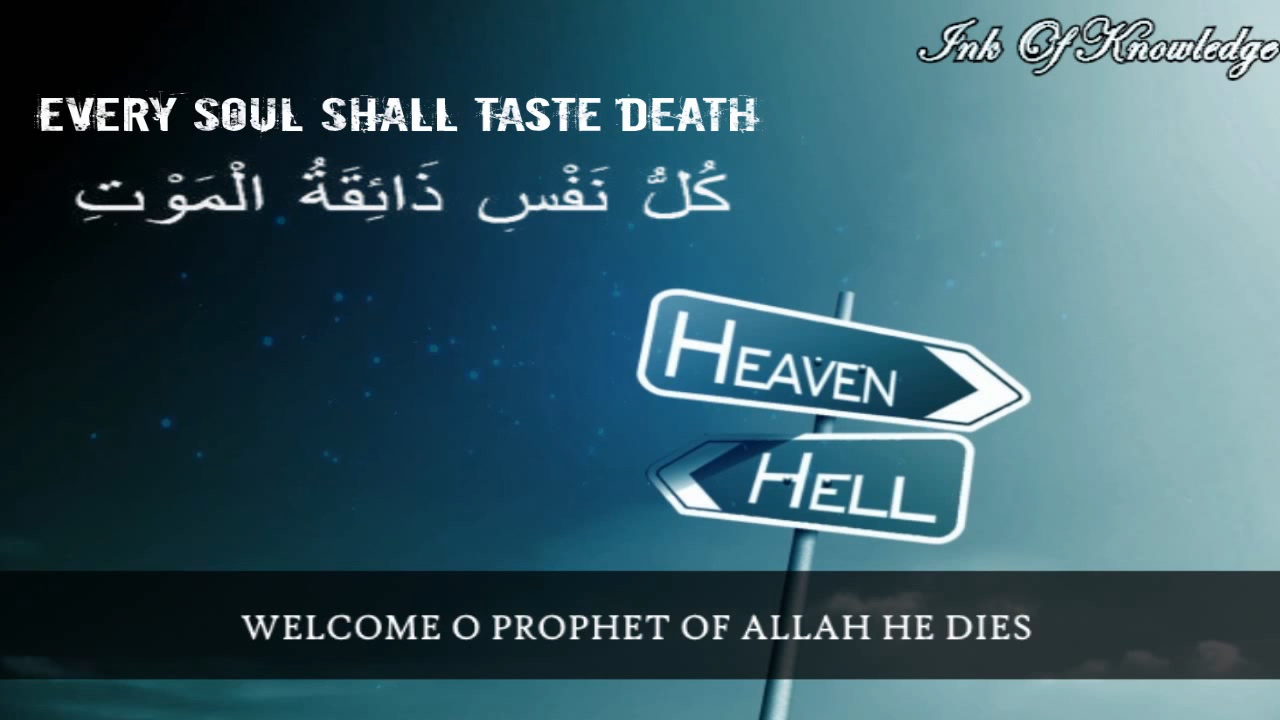 Ink Of Knowledge
EVERY SOUL SHALL TASTE DEATH
كُلُّ نَفْسِ ذَائِقَةُ الْمَوْتِ
HEAVEN
HELL
WELCOME O PROPHET OF ALLAH HE DIES